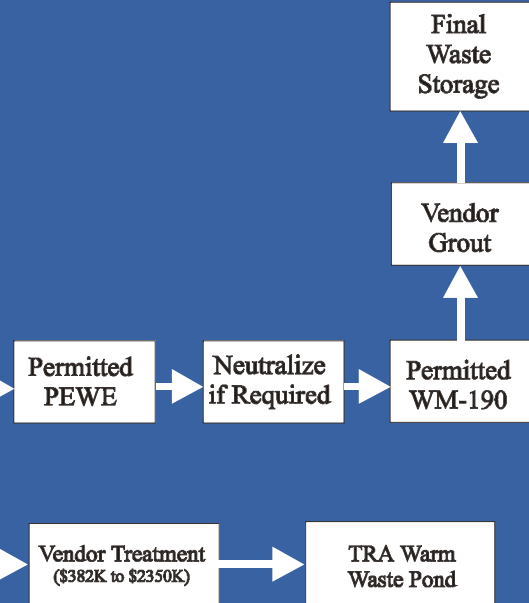 Final
Waste
Storage
Vendor
Grout
Permitted
PEWE
Neutralize
if Required
Permitted
WM-190
Vendor Treatment
($382K to $2350K)
TRA Warm
Waste Pond